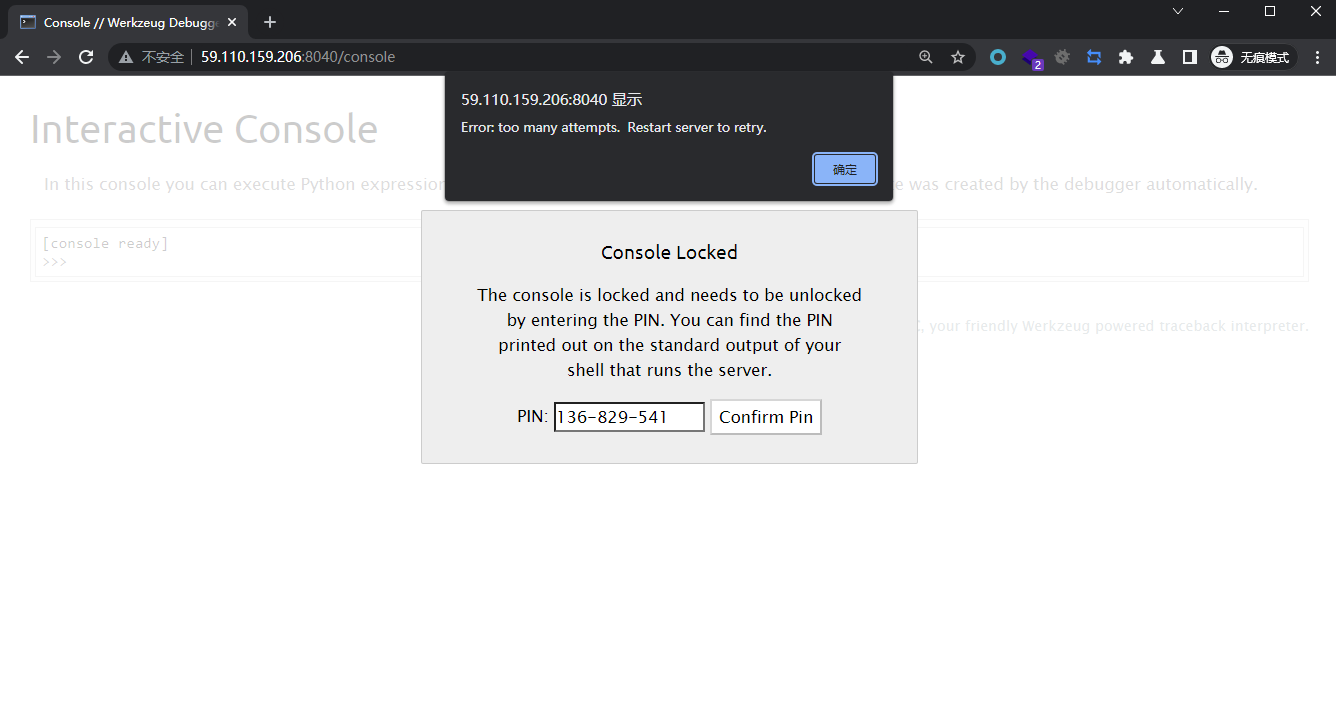 Console // Werkzeug Debugge
不安全 59.110.159.206:8040/console
2
无痕模式
59.110.159.206:8040 显示
Error: too many attempts.  Restart server to retry.
确定
Interactive Console
In this console you can execute Python expression
e was created by the debugger automatically.
[console ready]
>>>
Console Locked
The console is locked and needs to be unlocked
by entering the PIN. You can find the PIN
printed out on the standard output of your
shell that runs the server.
, your friendly Werkzeug powered traceback interpreter.
PIN: 136-829-541 Confirm Pin